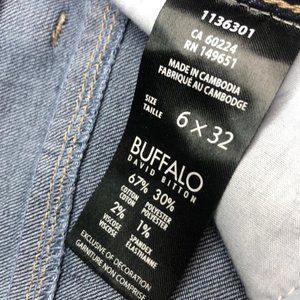 1136301
CA 60224
RN 149651
MADE IN CAMBODIA
FABRIQUÉ AU CAMBODGE
SIZE
TAILLE
6 x 32
BUFFALO
DAVID BITTON
67% 30%
COTTON POLYESTER
COTON POLYESTER
2% 1%
VISCOSE SPANDEX
VISCOSE ELASTHANNE
EXCLUSIVE OF DECORATION
GARNITURE NON COMPRISE